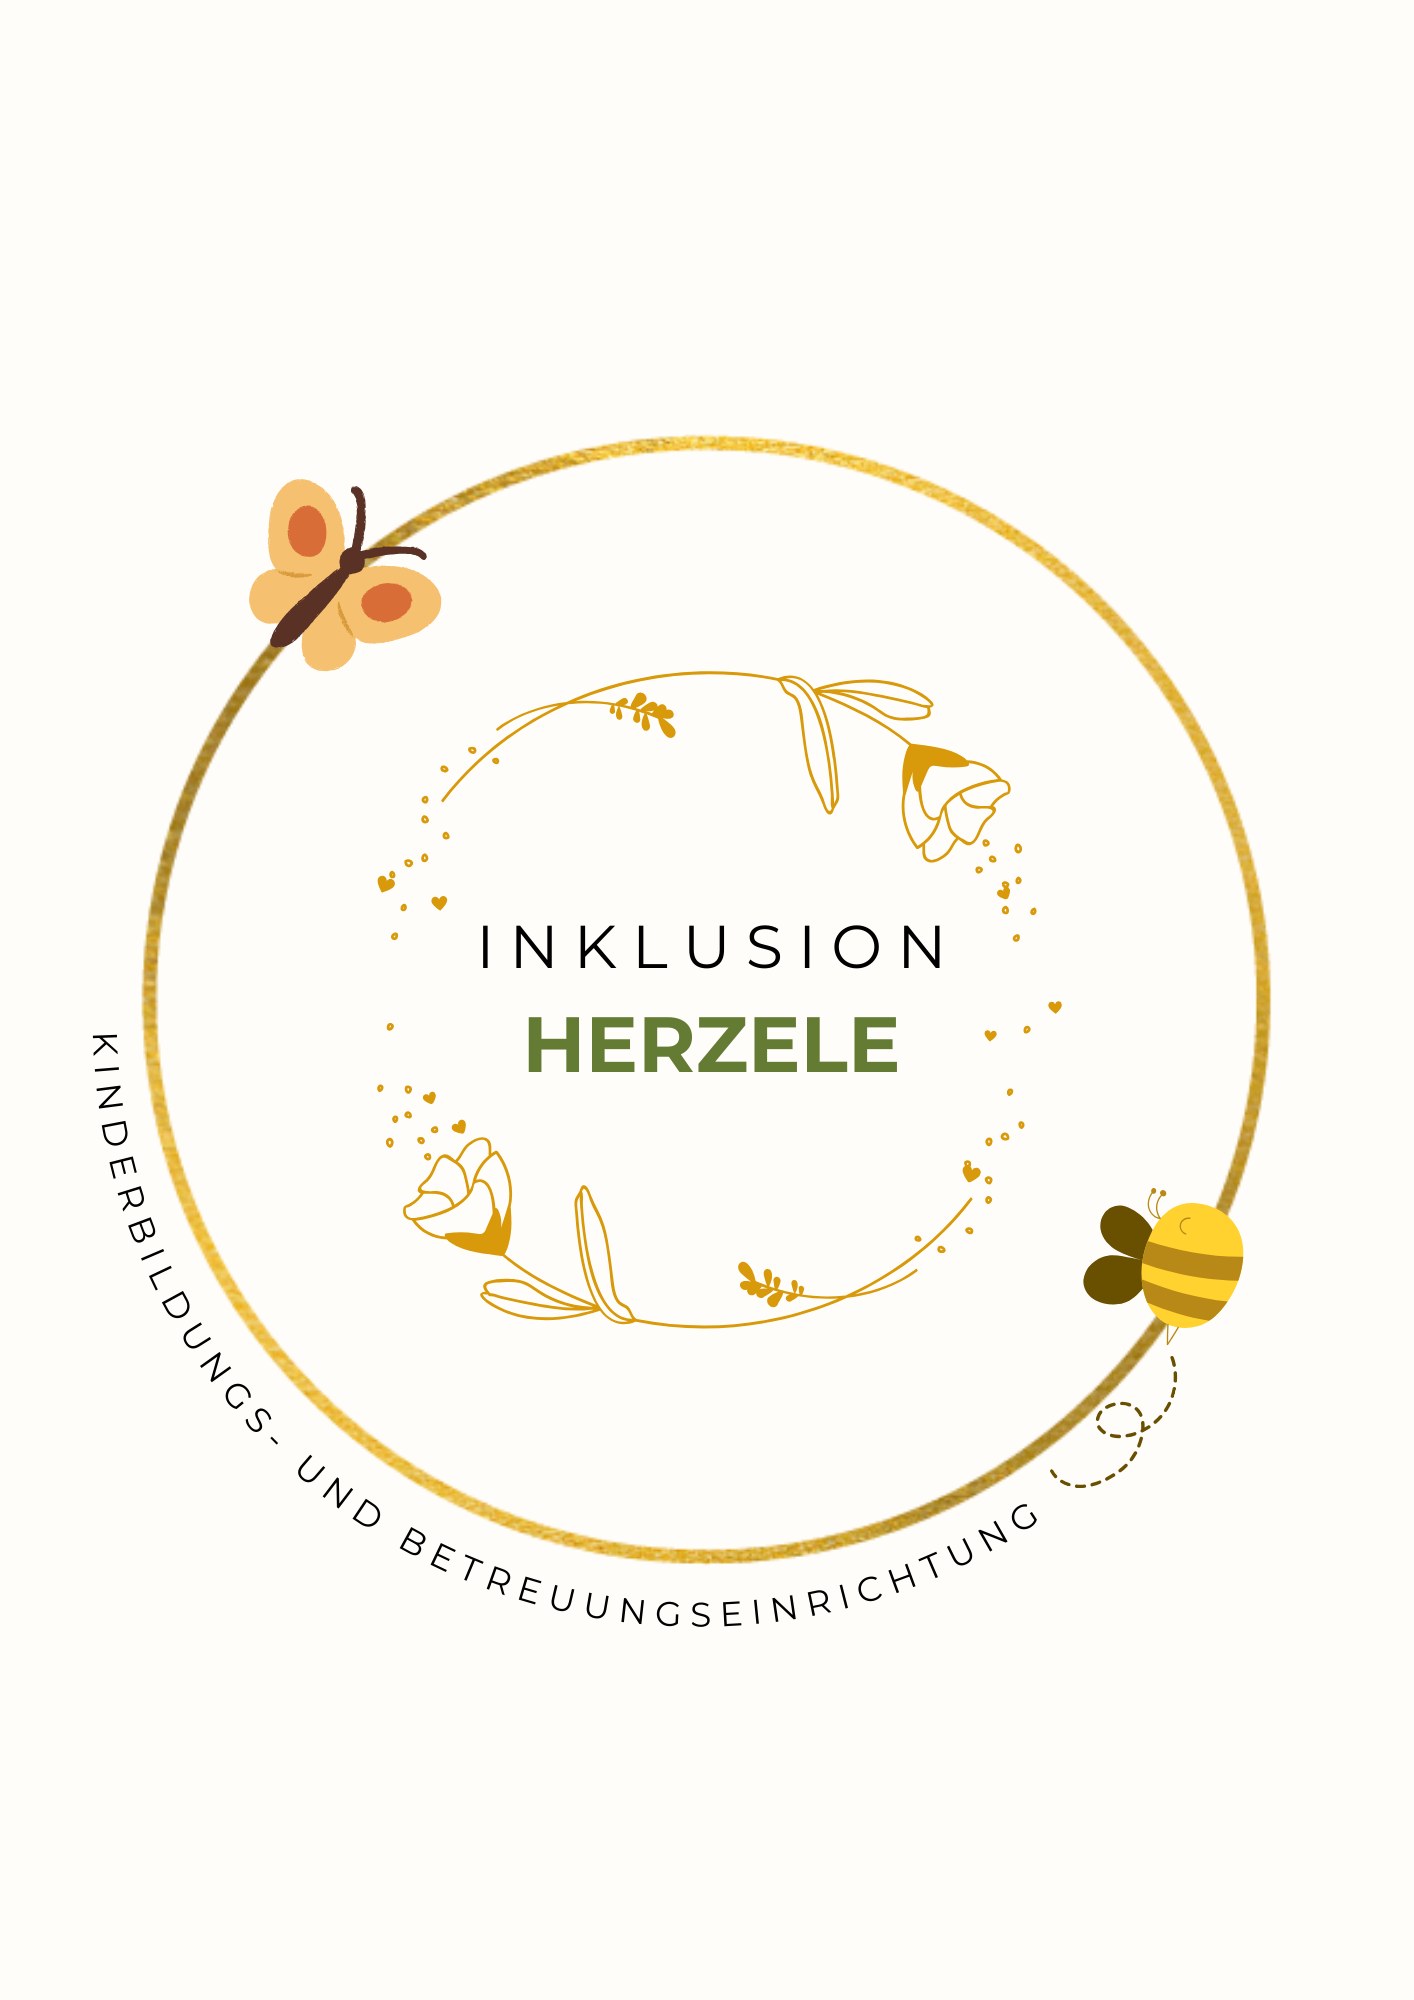 INKLUSION
HERZELE
KINDERBILDUNGS- UND BETREUUNGSEINRICHTUNG